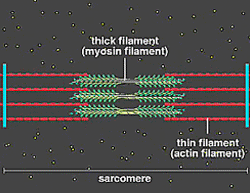 thick filament
(myosin filament)
thin filament
(actin filament)
sarcomere